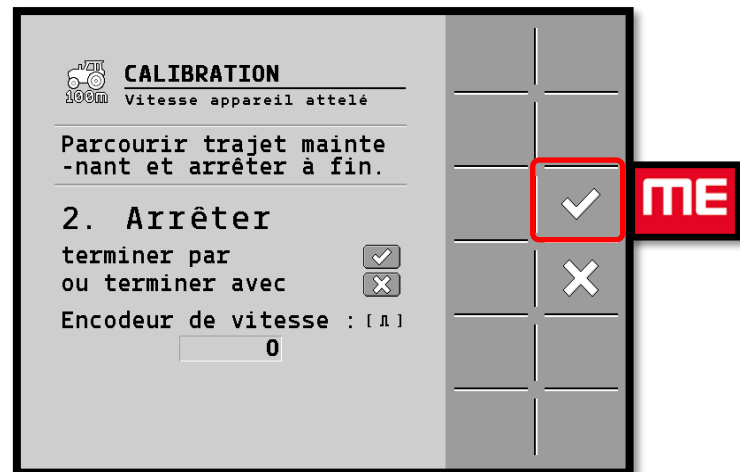 CALIBRATION
100m
Vitesse appareil attelé
Parcourir trajet mainte
-nant et arrêter à fin.
2. Arrêter
terminer par
ou terminer avec
Encodeur de vitesse : [⎍]
0
ME